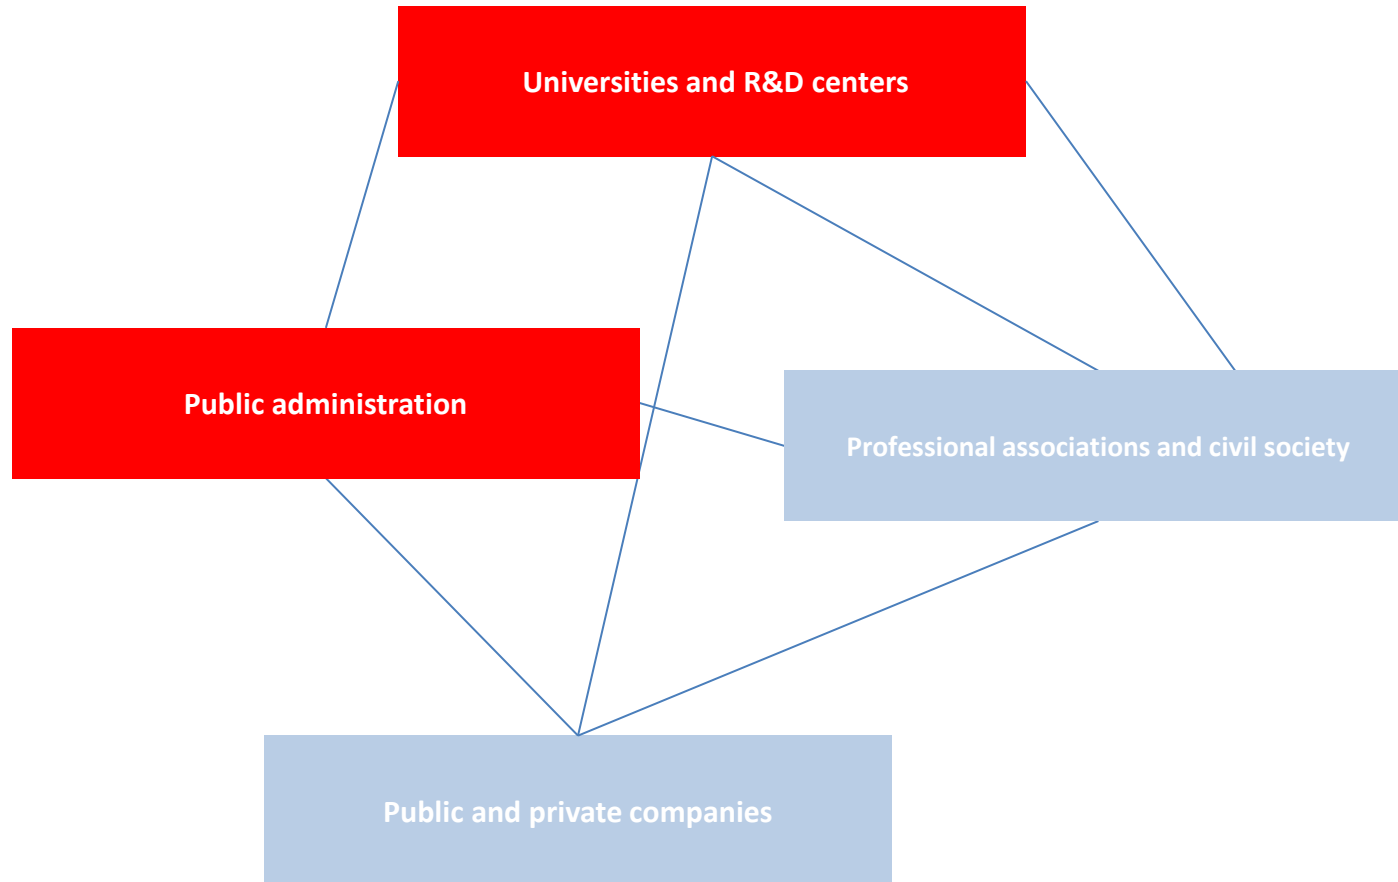 Universities and R&D centers
Public administration
Professional associations and civil society
Public and private companies